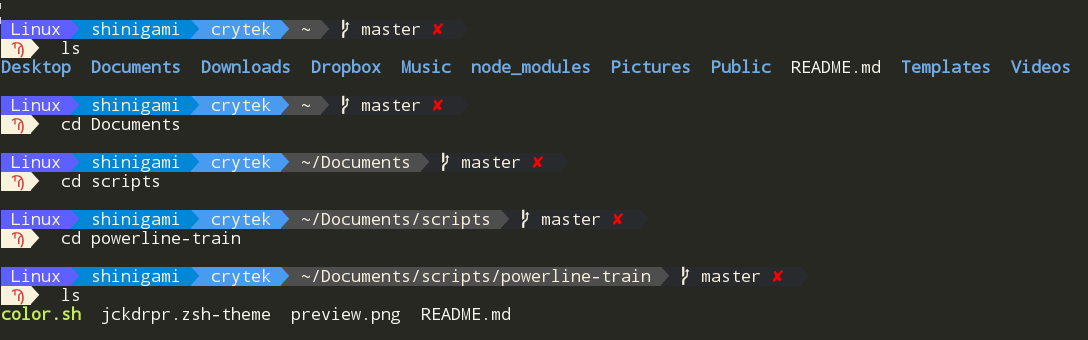 Linux shinigami crytek ~ master ✘
ls
Desktop Documents Downloads Dropbox Music node_modules Pictures Public README.md Templates Videos
Linux shinigami crytek ~ master ✘
cd Documents
Linux shinigami crytek ~/Documents master ✘
cd scripts
Linux shinigami crytek ~/Documents/scripts master ✘
cd powerline-train
Linux shinigami crytek ~/Documents/scripts/powerline-train master ✘
ls
color.sh jckdrpr.zsh-theme preview.png README.md